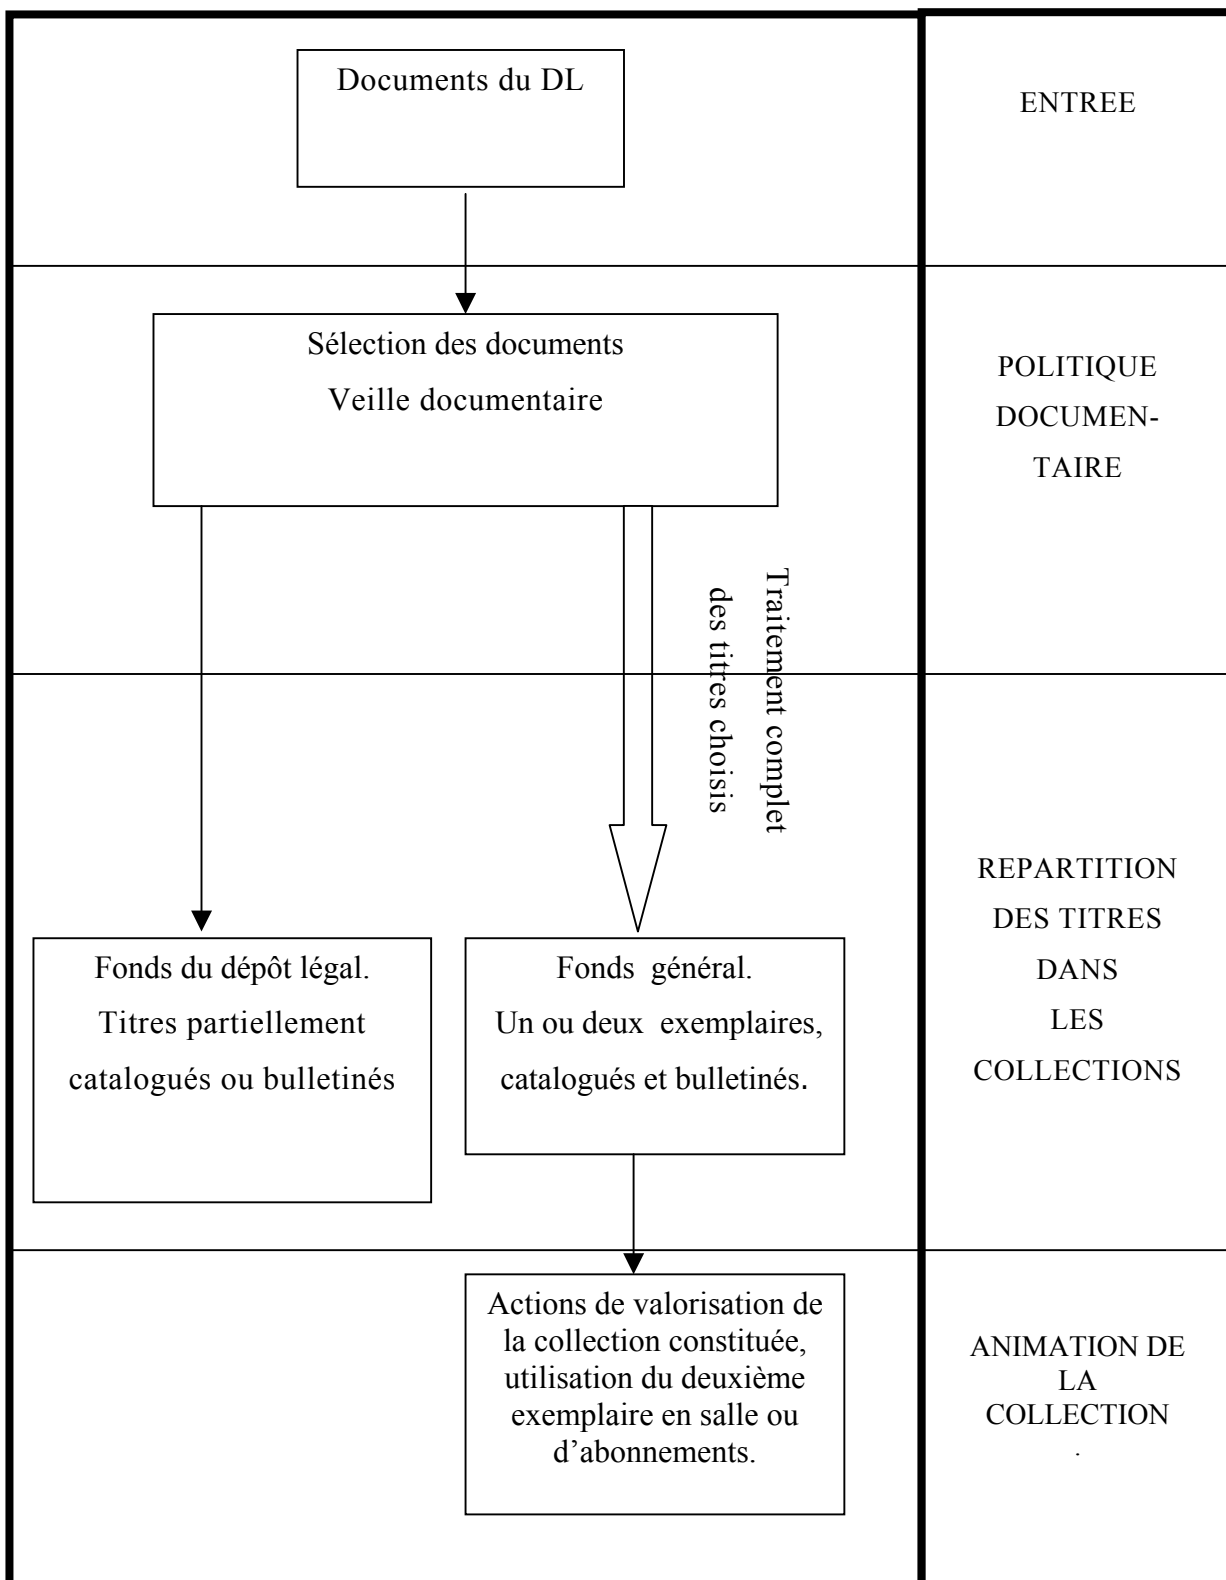 Documents du DL
ENTREE
Sélection des documents
Veille documentaire
POLITIQUE
DOCUMEN-
TAIRE
Traitement complet
des titres choisis
Fonds du dépôt légal.
Titres partiellement
catalogués ou bulletinés
Fonds général.
Un ou deux exemplaires,
catalogués et bulletinés.
REPARTITION
DES TITRES
DANS
LES
COLLECTIONS
Actions de valorisation de
la collection constituée,
utilisation du deuxième
exemplaire en salle ou
d’abonnements.
ANIMATION DE
LA
COLLECTION
.